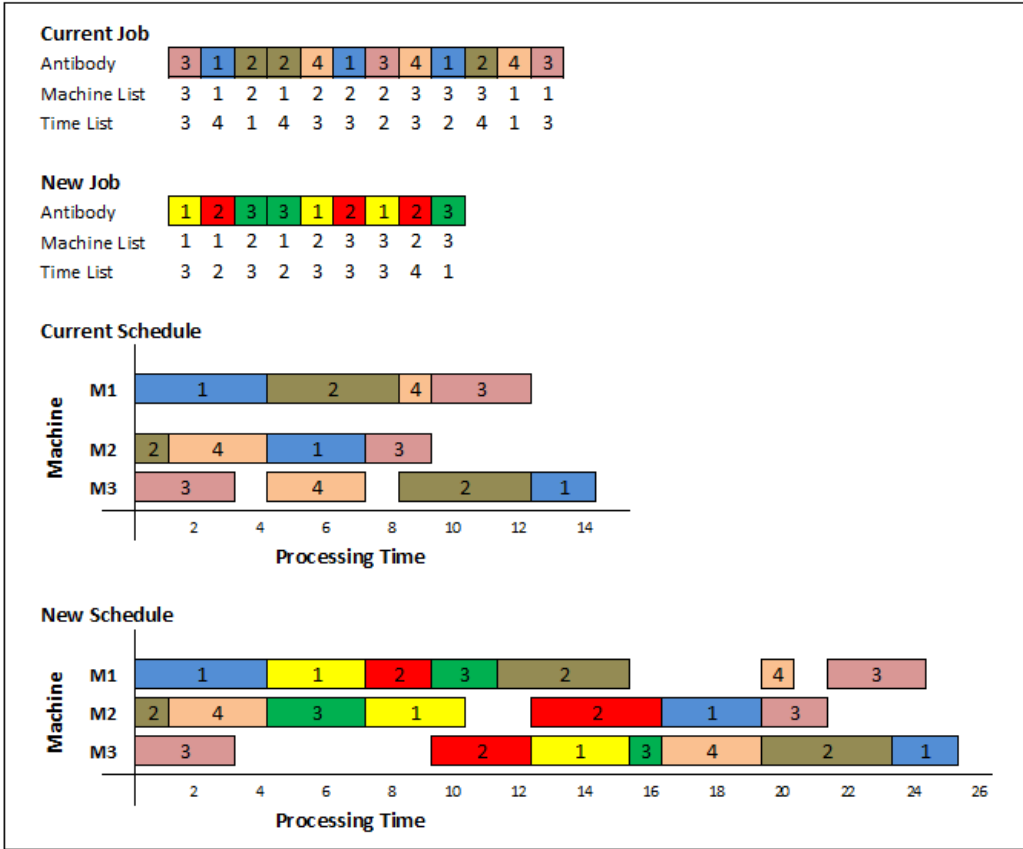 Current Job
Antibody 3 1 2 2 4 1 3 4 1 2 4 3
Machine List 3 1 2 1 2 2 2 3 3 3 1 1
Time List 3 4 1 4 3 3 2 3 2 4 1 3
New Job
Antibody 1 2 3 3 1 2 1 2 3
Machine List 1 1 2 1 2 3 3 2 3
Time List 3 2 3 2 3 3 3 4 1
Current Schedule
Machine
M1 1 2 4 3
M2 2 4 1 3
M3 3 4 2 1
2 4 6 8 10 12 14
Processing Time
New Schedule
Machine
M1 1 1 2 3 2 4 3
M2 2 4 3 1 2 1 3
M3 3 2 1 3 4 2 1
2 4 6 8 10 12 14 16 18 20 22 24 26
Processing Time